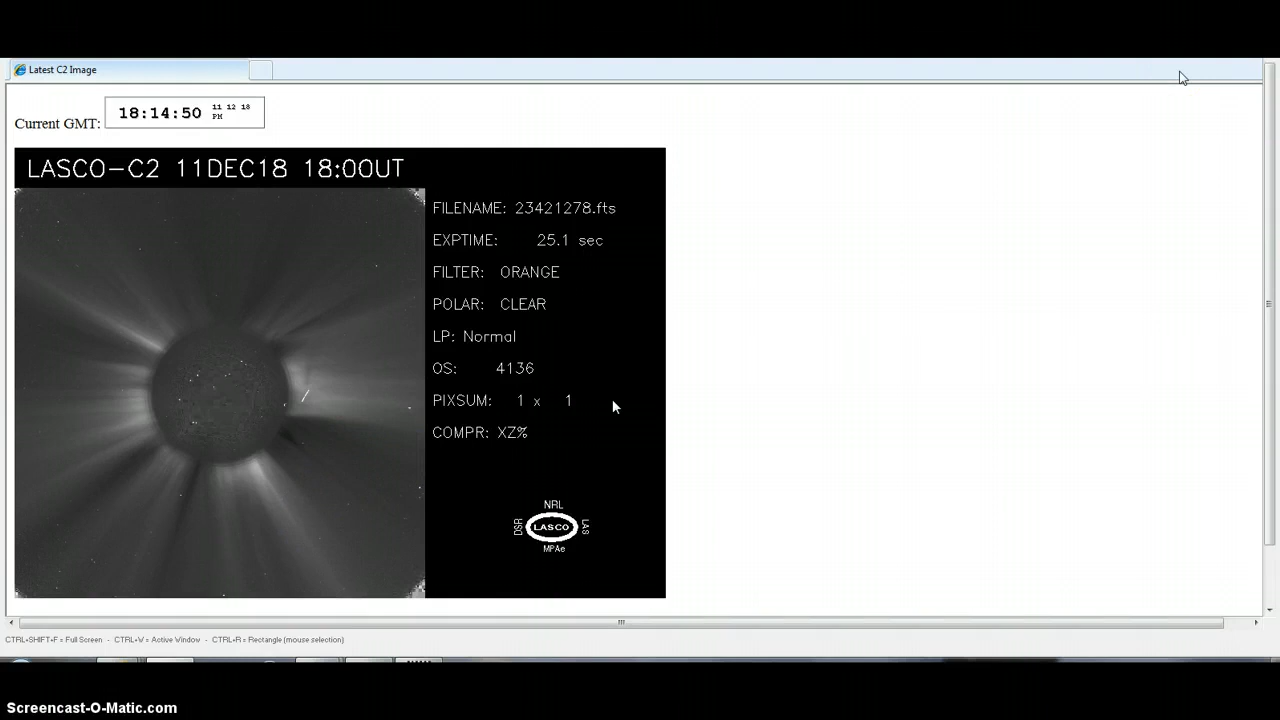 Latest C2 Image
Current GMT:
18:14:50 11 12 18
PM
LASCO-C2 11DEC18 18:00UT
FILENAME: 23421278.fts
EXPTIME: 25.1 sec
FILTER: ORANGE
POLAR: CLEAR
LP: Normal
OS: 4136
PIXSUM: 1 x 1
COMPR: XZ%
NRL
DSR LASCO LAS
MPAe
CTRL+SHIFT+F = Full Screen - CTRL+W = Active Window - CTRL+R = Rectangle (mouse selection)
Screencast-O-Matic.com